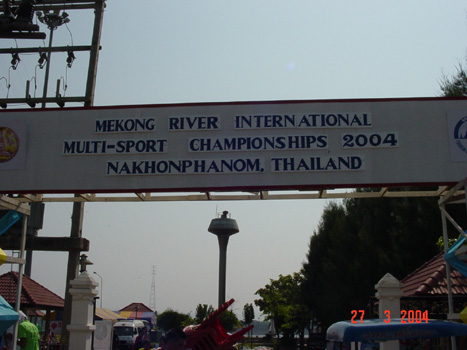 MEKONG RIVER INTERNATIONAL
MULTI-SPORT CHAMPIONSHIPS 2004
NAKHONPHANOM, THAILAND
27 3 2004